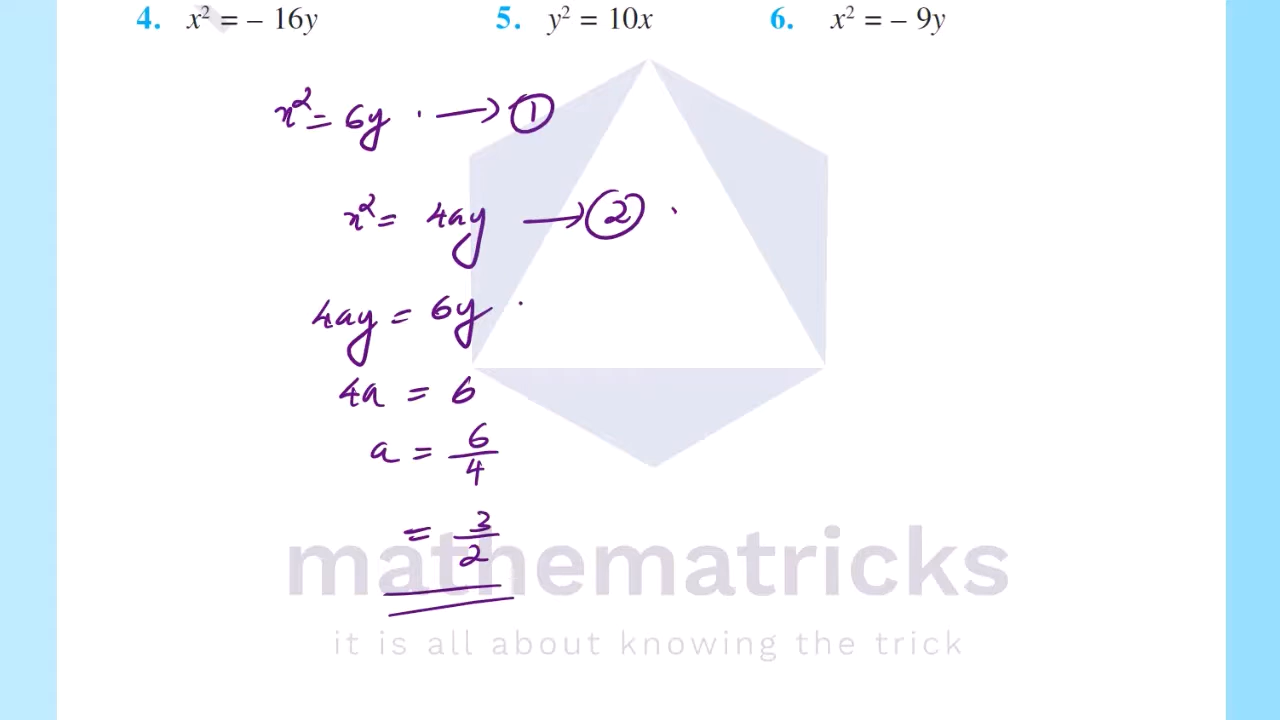 4. x² = – 16y 5. y² = 10x 6. x² = – 9y
x² = 6y → ①
x² = 4ay → ②
4ay = 6y
4a = 6
a = 6/4
= 3/2
mathematricks
it is all about knowing the trick